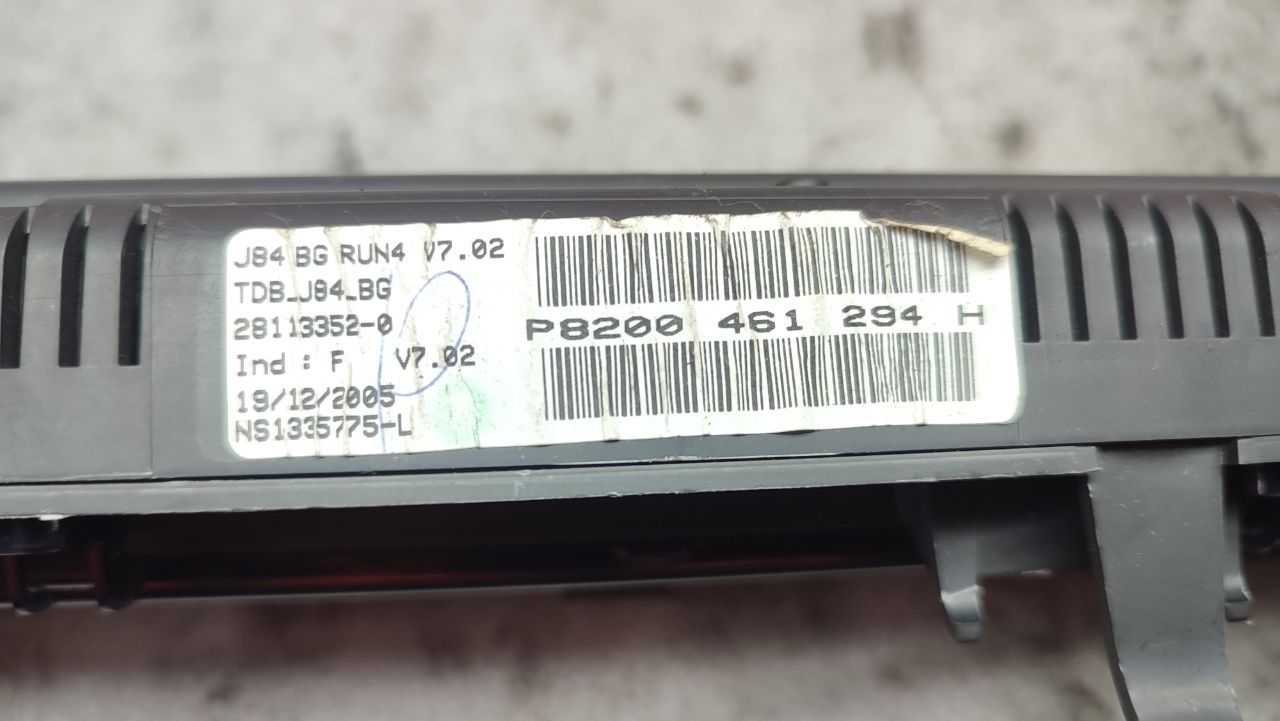 J84 BG RUN4 V7.02
TDB_J84_BG
28113352-0
Ind : F V7.02
19/12/2005
NS1335775-L
P8200 461 294 H